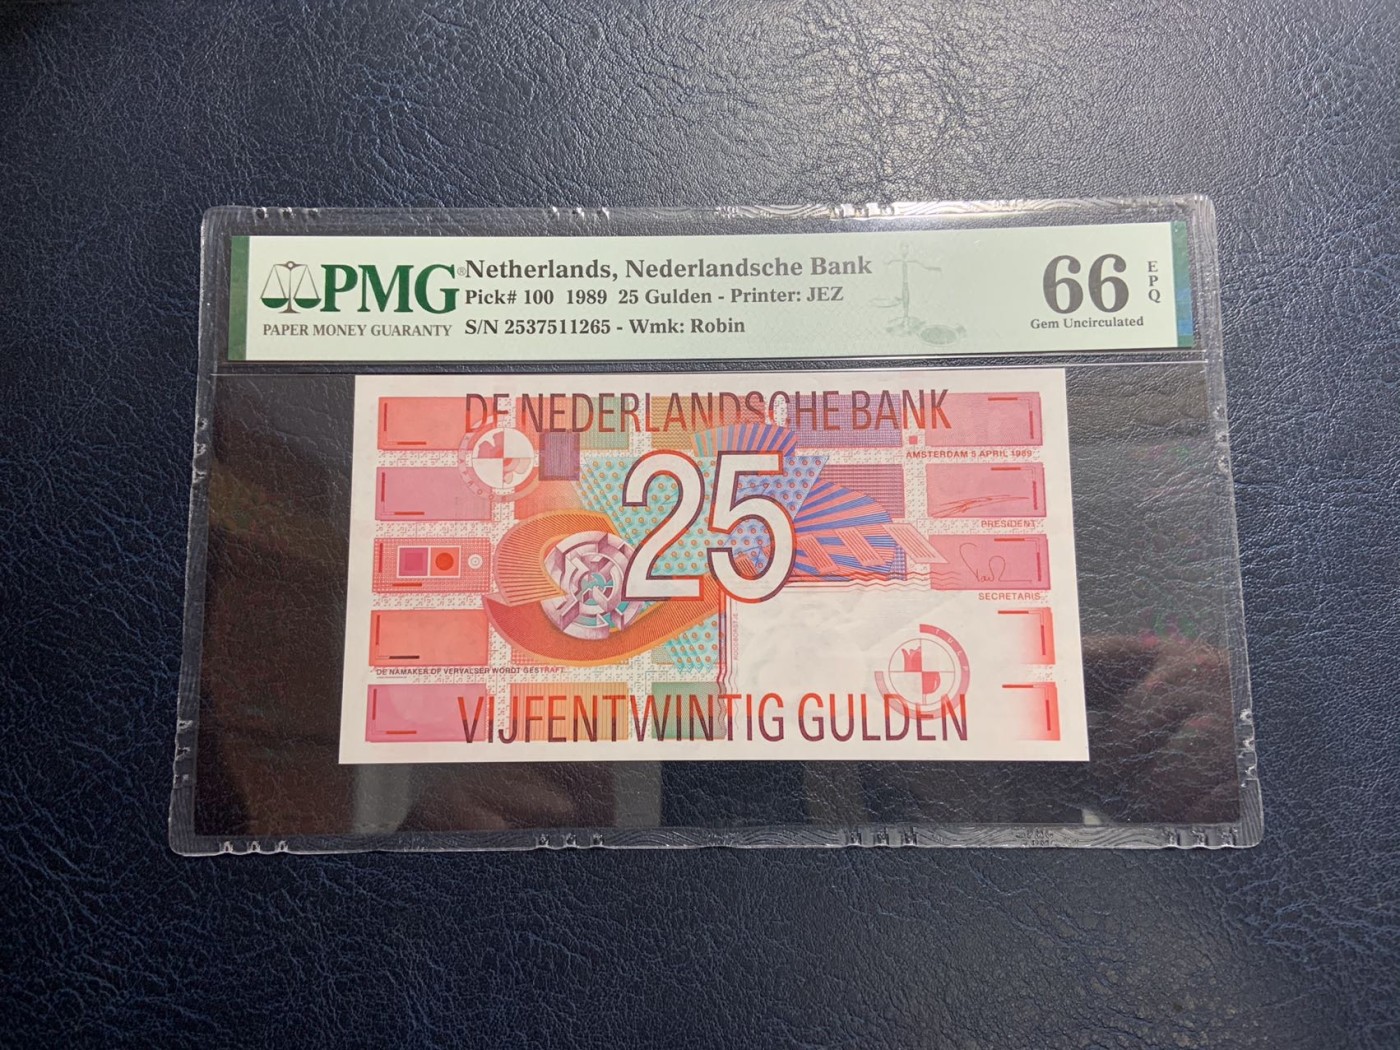 PMG®
PAPER MONEY GUARANTY
Netherlands, Nederlandsche Bank
Pick# 100 1989 25 Gulden - Printer: JEZ
S/N 2537511265 - Wmk: Robin
66
EPQ
Gem Uncirculated
DE NEDERLANDSCHE BANK
AMSTERDAM 5 APRIL 1989
25
PRESIDENT
SECRETARIS
DE NAMAKER OF VERVALSER WORDT GESTRAFT
VIJFENTWINTIG GULDEN